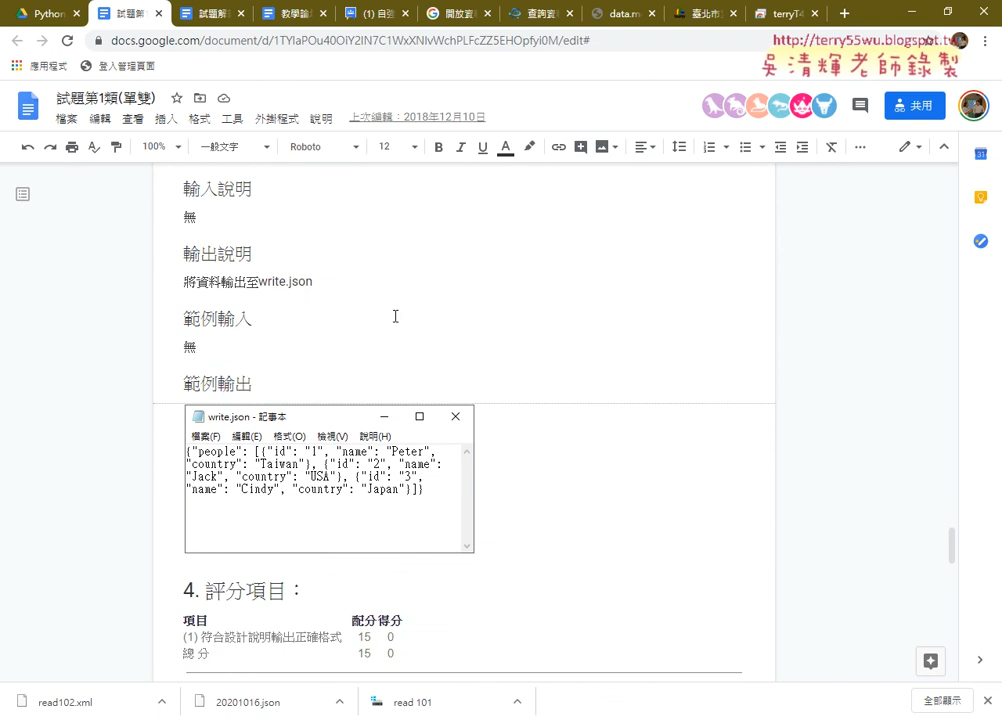 Python
試題第1
試題解
教學論
(1) 自強
開放資
查詢資
data.m
臺北市
terryT4
docs.google.com/document/d/1TYIaPOu40OiY2IN7C1WxXNIvWchPLFcZZ5EHOpfyi0M/edit#
http://terry55wu.blogspot.tw
吳清輝老師錄製
應用程式
登入管理頁面
試題第1類(單雙)
檔案 編輯 查看 插入 格式 工具 外掛程式 說明 上次編輯：2018年12月10日
共用
100% 一般文字 Roboto 12 B I U A
31
輸入說明
無
輸出說明
將資料輸出至write.json
範例輸入
無
範例輸出
write.json - 記事本
檔案(F) 編輯(E) 格式(O) 檢視(V) 說明(H)
{"people": [{"id": "1", "name": "Peter",
"country": "Taiwan"}, {"id": "2", "name":
"Jack", "country": "USA"}, {"id": "3",
"name": "Cindy", "country": "Japan"}]}
4. 評分項目：
項目 配分 得分
(1) 符合設計說明輸出正確格式 15 0
總 分 15 0
read102.xml
20201016.json
read 101
全部顯示